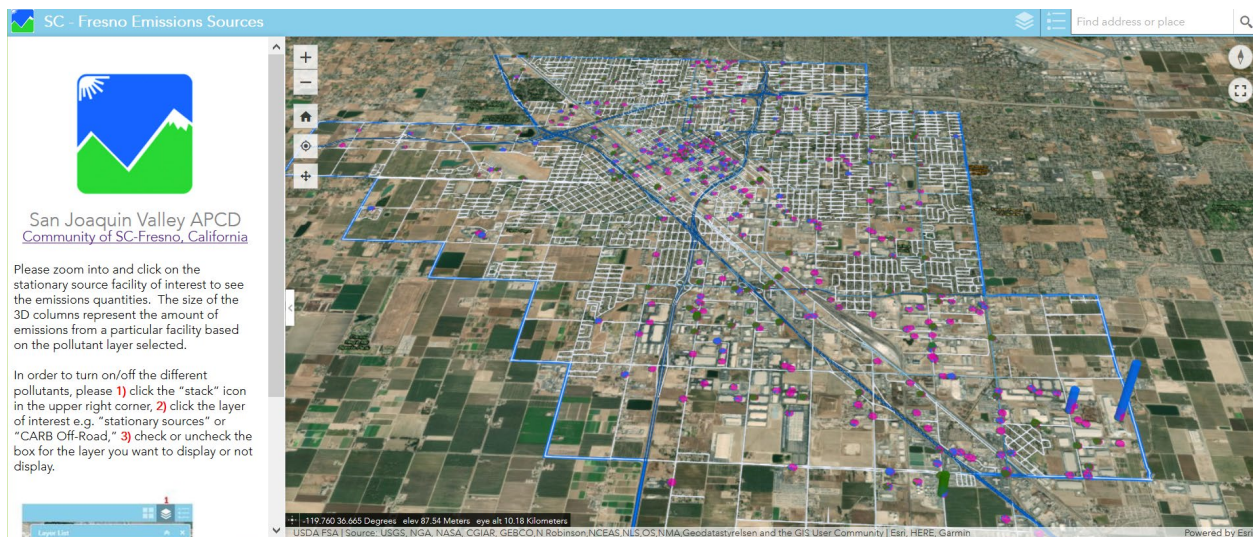 SC - Fresno Emissions Sources
Find address or place
San Joaquin Valley APCD
Community of SC-Fresno, California
Please zoom into and click on the
stationary source facility of interest to see
the emissions quantities. The size of the
3D columns represent the amount of
emissions from a particular facility based
on the pollutant layer selected.
In order to turn on/off the different
pollutants, please 1) click the "stack" icon
in the upper right corner, 2) click the layer
of interest e.g. "stationary sources" or
"CARB Off-Road," 3) check or uncheck the
box for the layer you want to display or not
display.
1
Layer List
-119.760 36.665 Degrees elev 87.54 Meters eye alt 10.18 Kilometers
USDA FSA | Source: USGS, NGA, NASA, CGIAR, GEBCO,N Robinson,NCEAS,NLS,OS,NMA,Geodatastyrelsen and the GIS User Community | Esri, HERE, Garmin
Powered by Esri